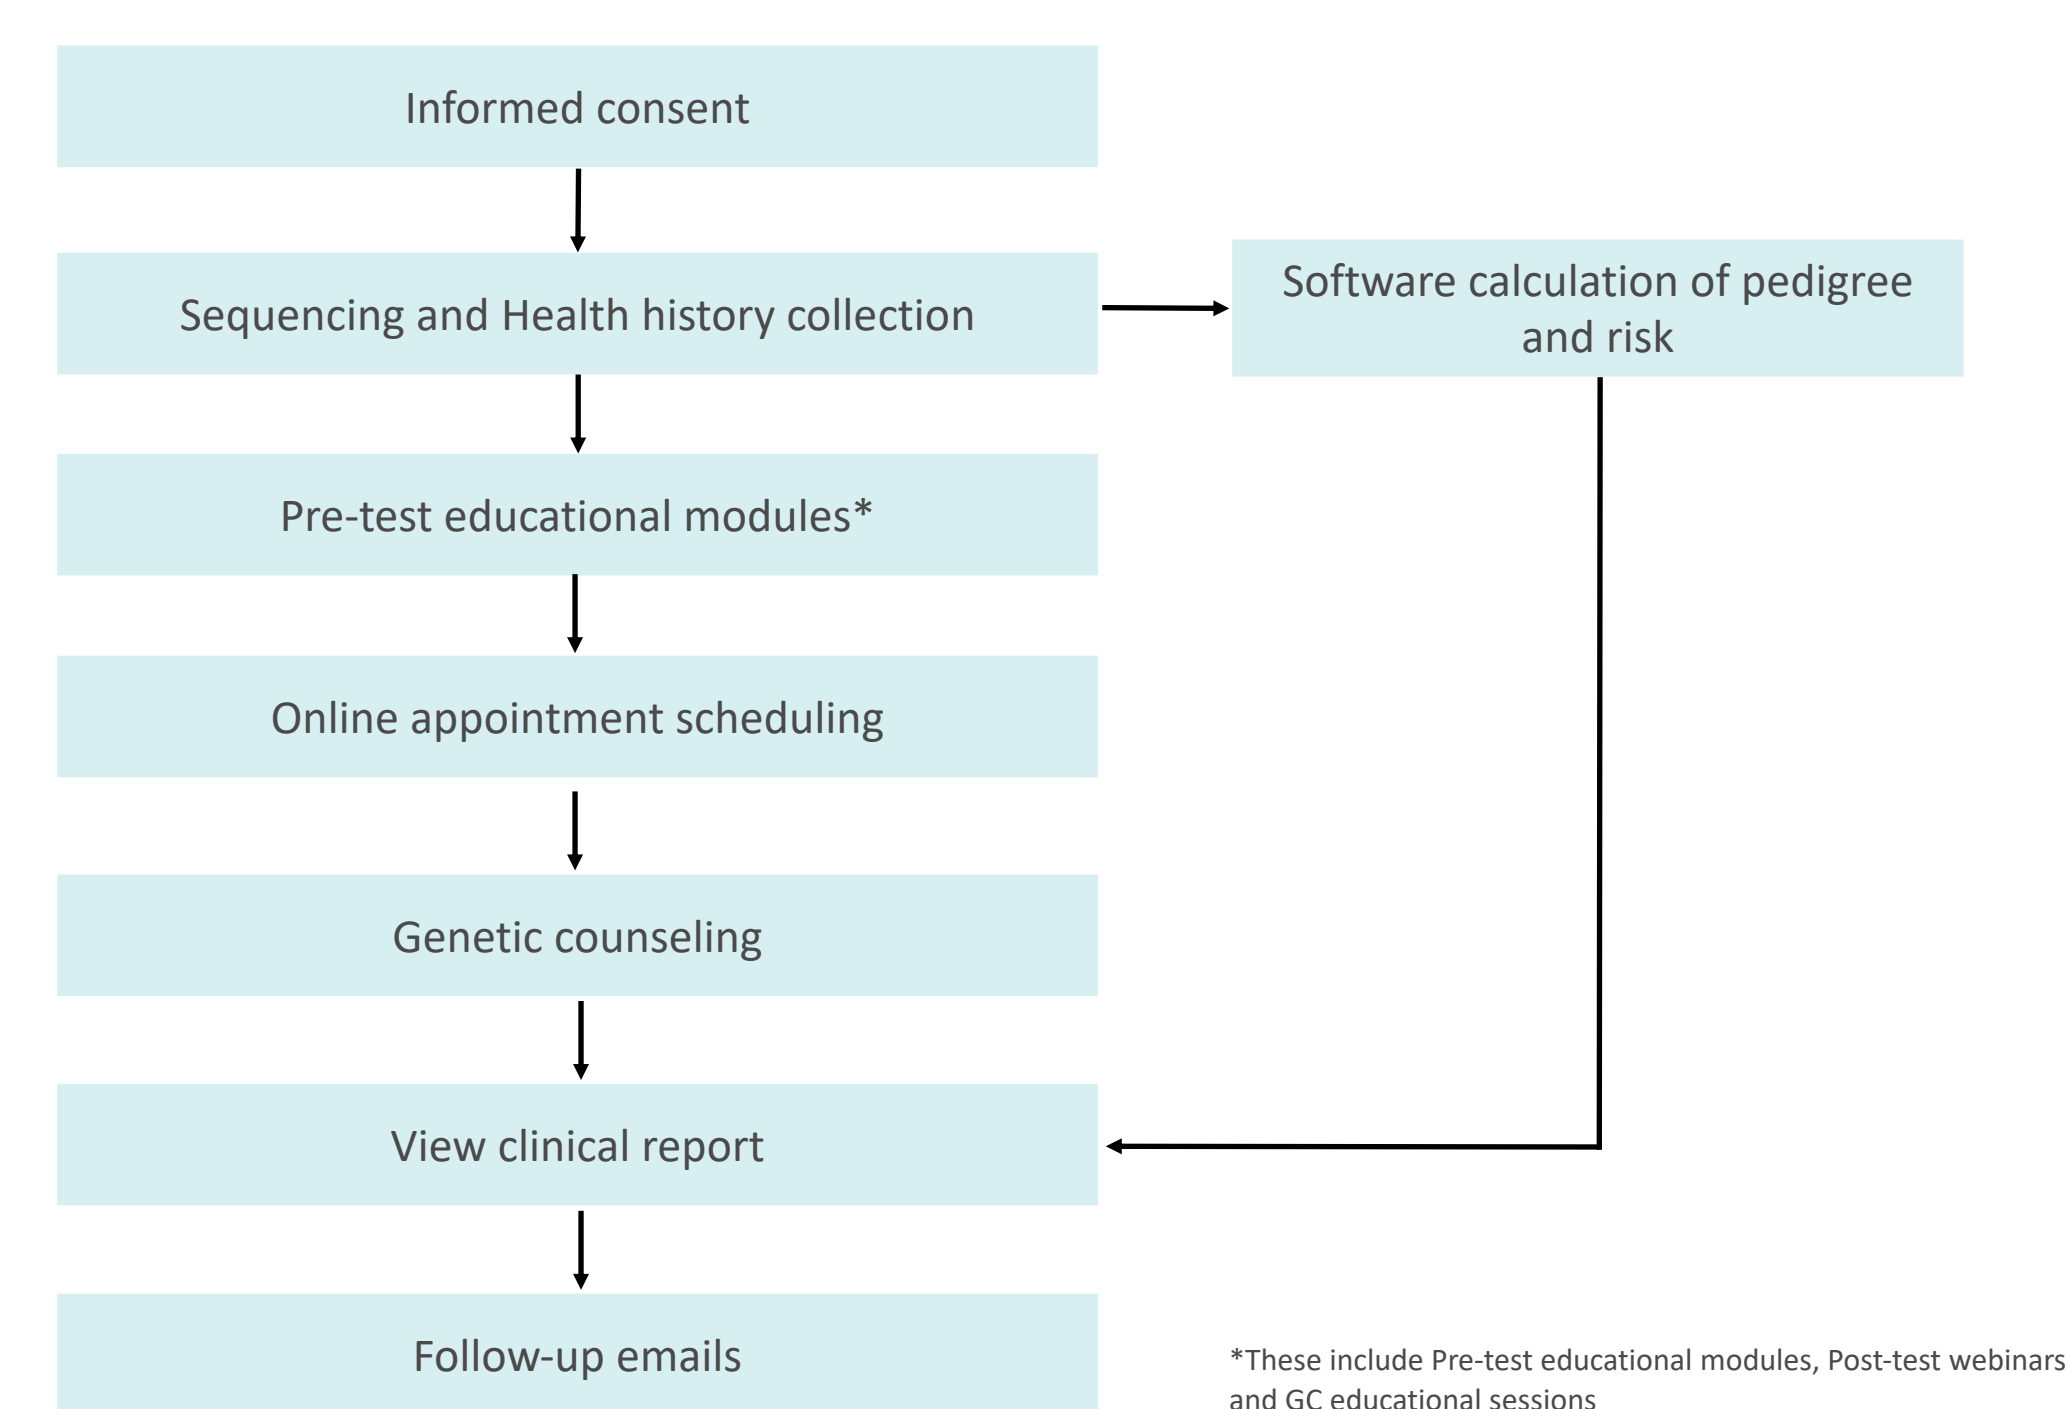 Informed consent
Sequencing and Health history collection
Software calculation of pedigree
and risk
Pre-test educational modules*
Online appointment scheduling
Genetic counseling
View clinical report
Follow-up emails
*These include Pre-test educational modules, Post-test webinars
and GC educational sessions